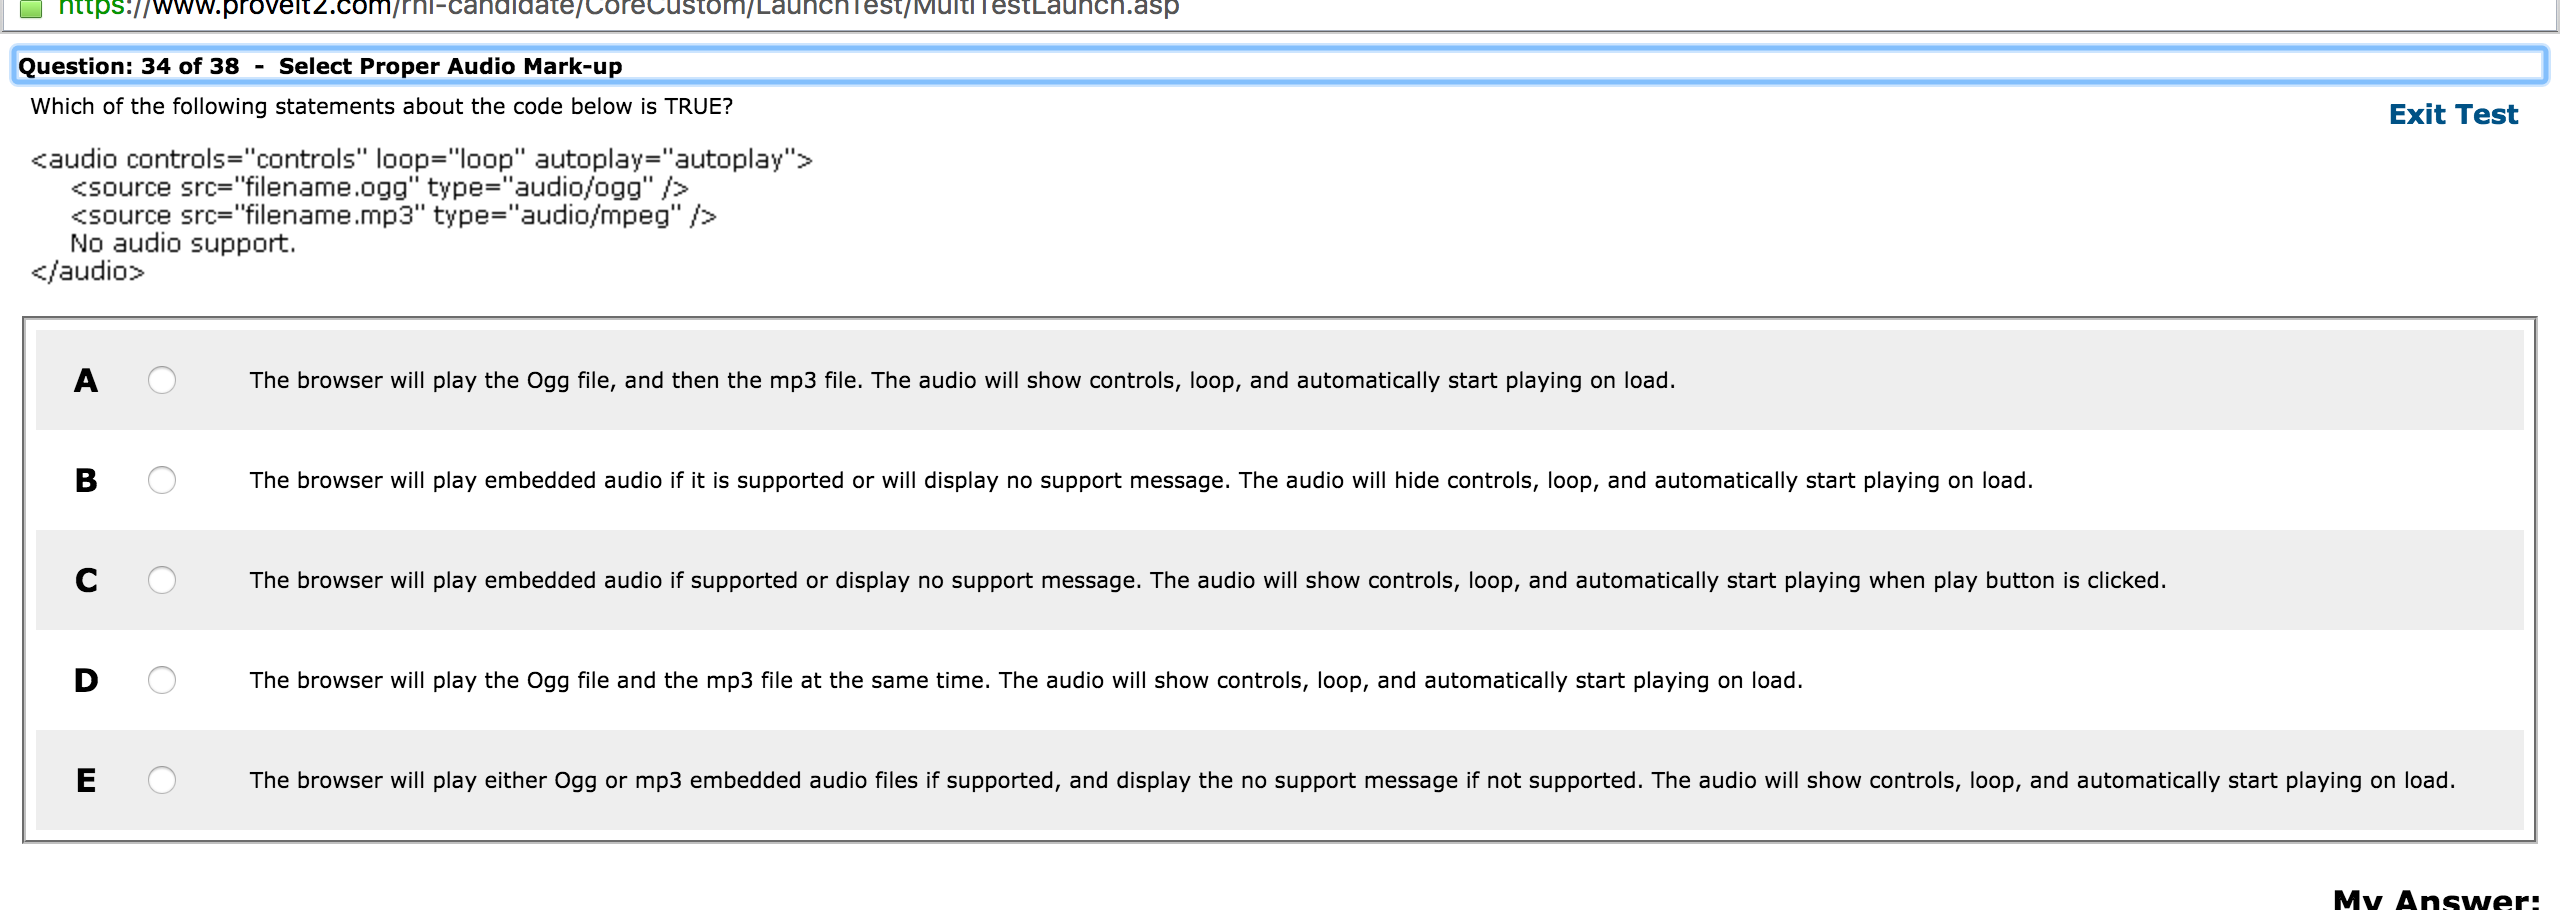 https://www.proveit2.com/rhi-candidate/CoreCustom/LaunchTest/MultiTestLaunch.asp
Question: 34 of 38 - Select Proper Audio Mark-up
Which of the following statements about the code below is TRUE?
Exit Test
<audio controls="controls" loop="loop" autoplay="autoplay">
<source src="filename.ogg" type="audio/ogg" />
<source src="filename.mp3" type="audio/mpeg" />
No audio support.
</audio>
A The browser will play the Ogg file, and then the mp3 file. The audio will show controls, loop, and automatically start playing on load.
B The browser will play embedded audio if it is supported or will display no support message. The audio will hide controls, loop, and automatically start playing on load.
C The browser will play embedded audio if supported or display no support message. The audio will show controls, loop, and automatically start playing when play button is clicked.
D The browser will play the Ogg file and the mp3 file at the same time. The audio will show controls, loop, and automatically start playing on load.
E The browser will play either Ogg or mp3 embedded audio files if supported, and display the no support message if not supported. The audio will show controls, loop, and automatically start playing on load.
My Answer: